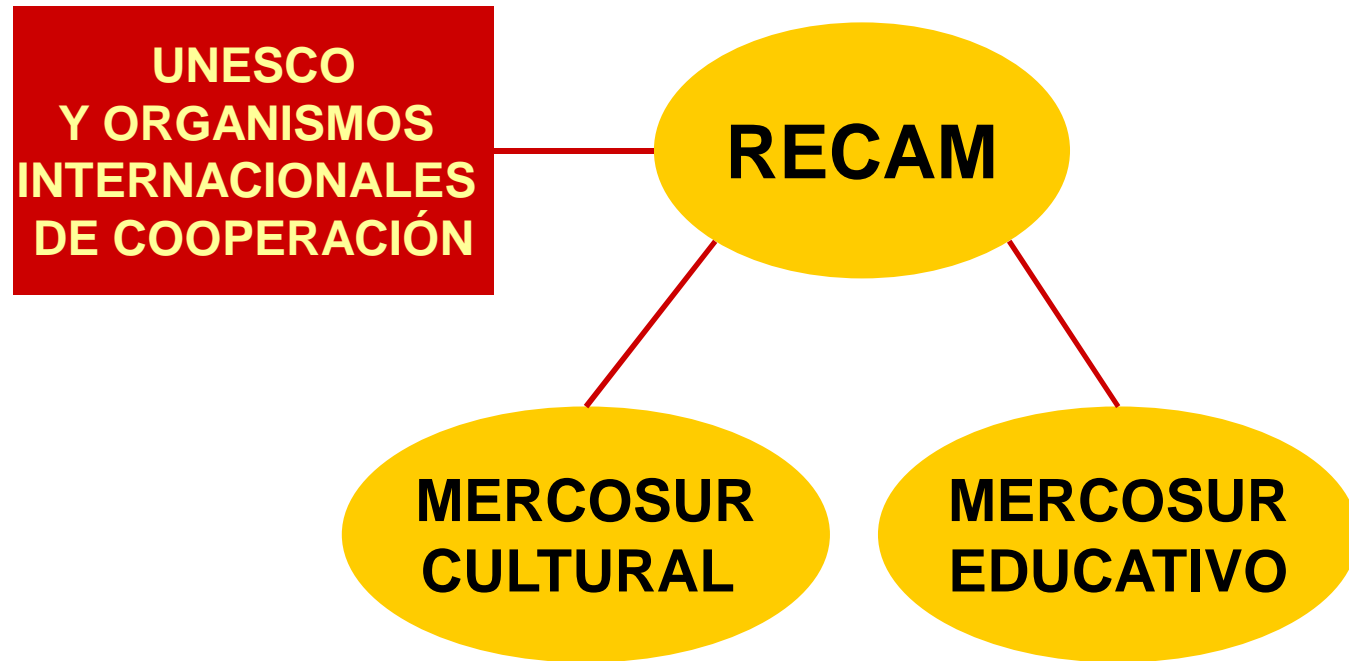 UNESCO
Y ORGANISMOS
INTERNACIONALES
DE COOPERACIÓN
RECAM
MERCOSUR
CULTURAL
MERCOSUR
EDUCATIVO